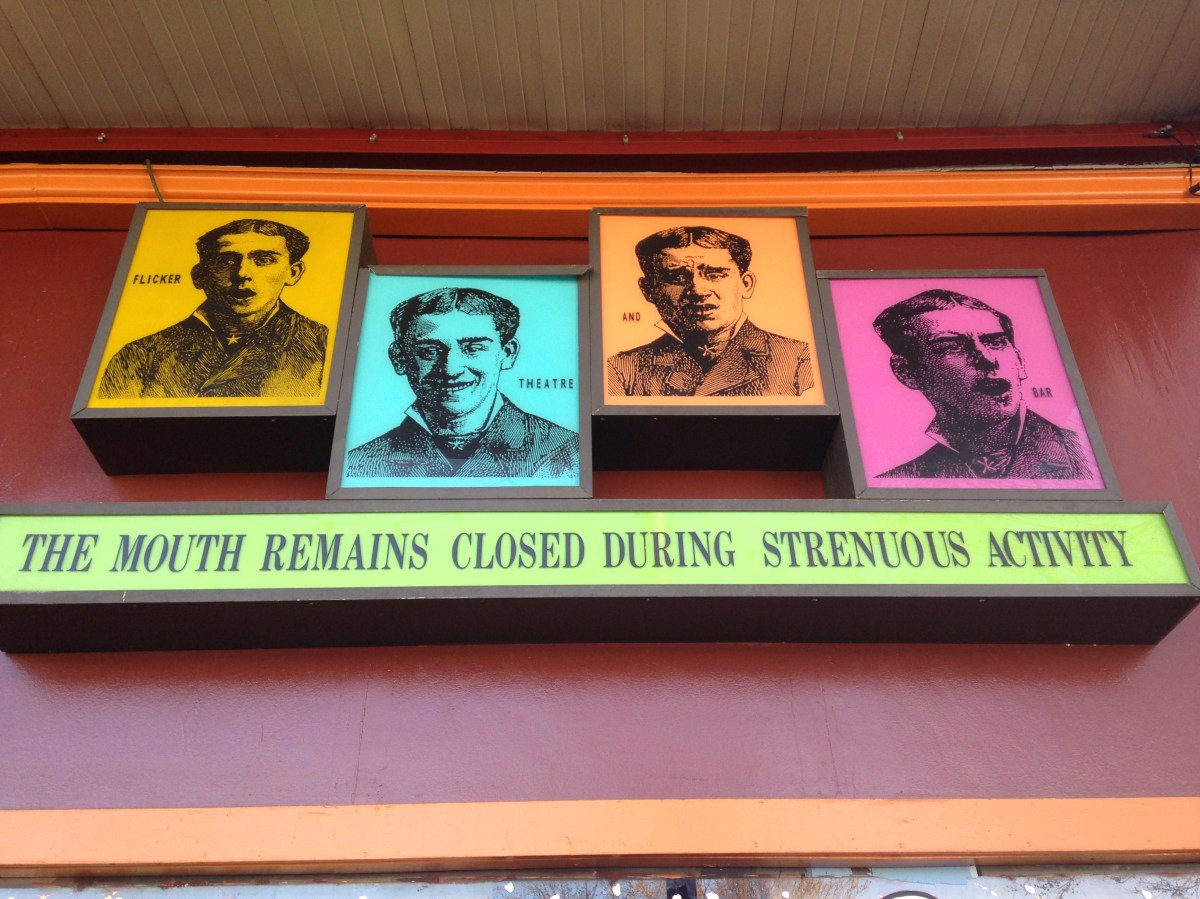 FLICKER
THEATRE
AND
BAR
THE MOUTH REMAINS CLOSED DURING STRENUOUS ACTIVITY